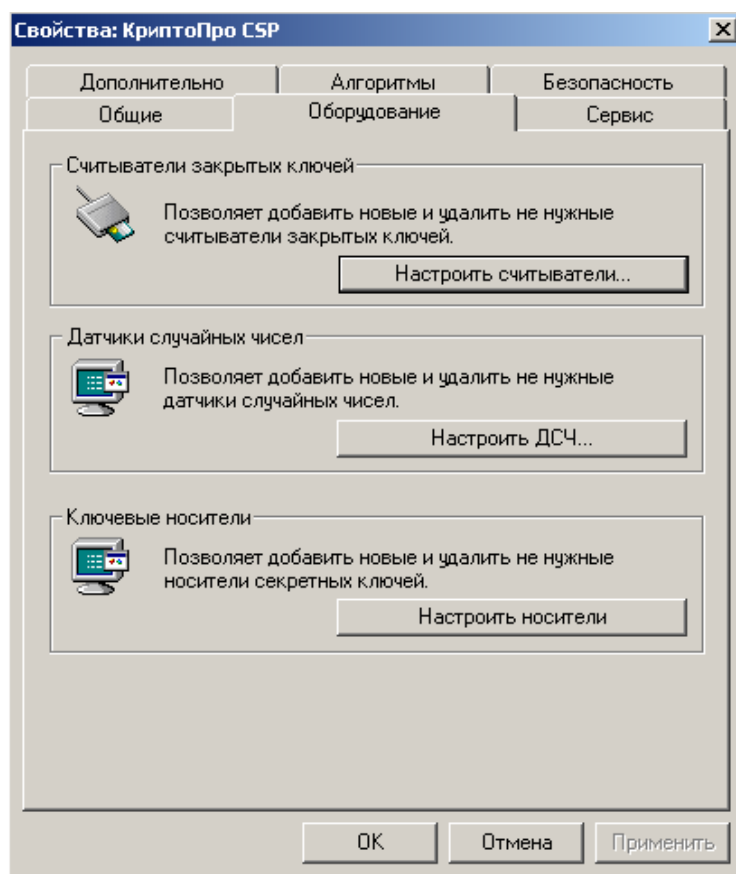 Свойства: КриптоПро CSP
Дополнительно
Алгоритмы
Безопасность
Общие
Оборудование
Сервис
Считыватели закрытых ключей
Позволяет добавить новые и удалить не нужные
считыватели закрытых ключей.
Настроить считыватели...
Датчики случайных чисел
Позволяет добавить новые и удалить не нужные
датчики случайных чисел.
Настроить ДСЧ...
Ключевые носители
Позволяет добавить новые и удалить не нужные
носители секретных ключей.
Настроить носители
OK
Отмена
Применить